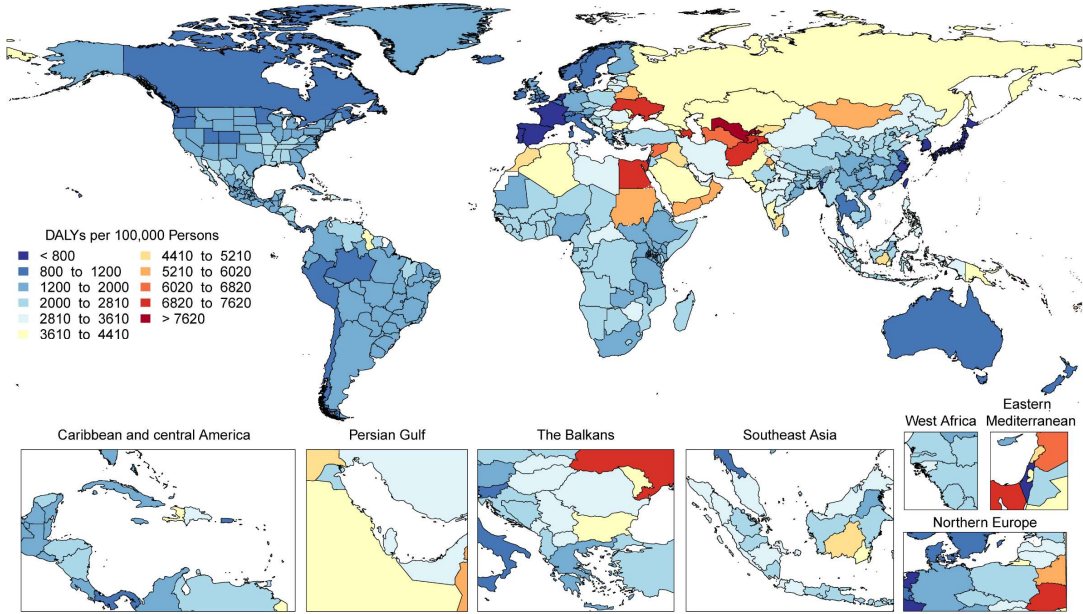 DALYs per 100,000 Persons
< 800
800 to 1200
1200 to 2000
2000 to 2810
2810 to 3610
3610 to 4410
4410 to 5210
5210 to 6020
6020 to 6820
6820 to 7620
> 7620
Caribbean and central America
Persian Gulf
The Balkans
Southeast Asia
West Africa
Eastern
Mediterranean
Northern Europe